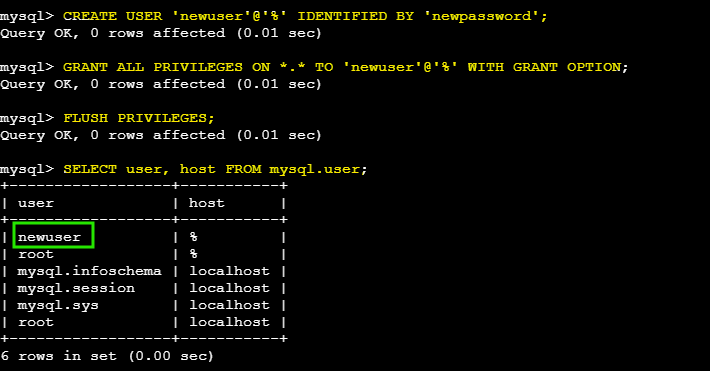 mysql> CREATE USER 'newuser'@'%' IDENTIFIED BY 'newpassword';
Query OK, 0 rows affected (0.01 sec)
mysql> GRANT ALL PRIVILEGES ON *.* TO 'newuser'@'%' WITH GRANT OPTION;
Query OK, 0 rows affected (0.01 sec)
mysql> FLUSH PRIVILEGES;
Query OK, 0 rows affected (0.01 sec)
mysql> SELECT user, host FROM mysql.user;
+------------------+-----------+
| user             | host      |
+------------------+-----------+
| newuser          | %         |
| root             | %         |
| mysql.infoschema | localhost |
| mysql.session    | localhost |
| mysql.sys        | localhost |
| root             | localhost |
+------------------+-----------+
6 rows in set (0.00 sec)